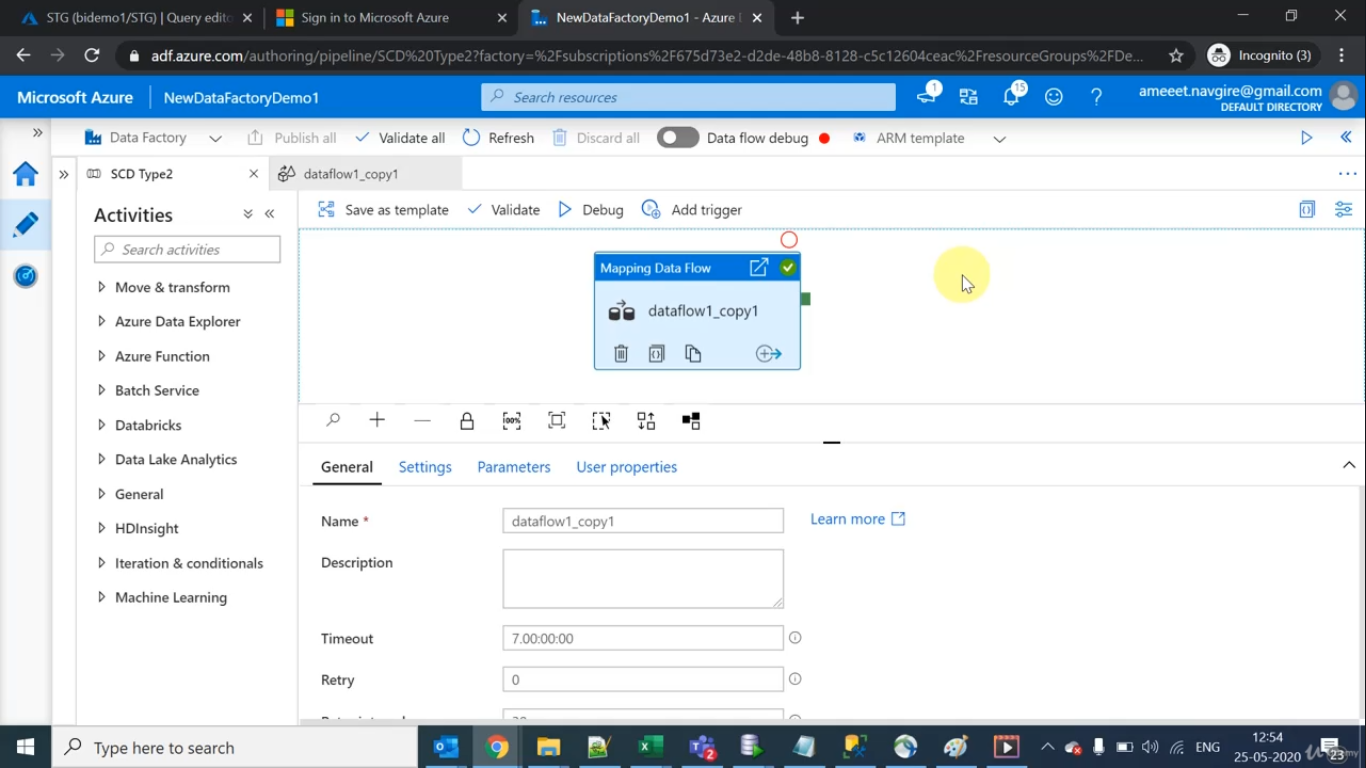 STG (bidemo1/STG) | Query edito
Sign in to Microsoft Azure
NewDataFactoryDemo1 - Azure
adf.azure.com/authoring/pipeline/SCD%20Type2?factory=%2Fsubscriptions%2F675d73e2-d2de-48b8-8128-c5c12604ceac%2FresourceGroups%2FDe...
Incognito (3)
Microsoft Azure
NewDataFactoryDemo1
Search resources
1
15
?
ameeet.navgire@gmail.com
DEFAULT DIRECTORY
Data Factory
Publish all
Validate all
Refresh
Discard all
Data flow debug
ARM template
SCD Type2
dataflow1_copy1
Activities
Save as template
Validate
Debug
Add trigger
Search activities
Move & transform
Azure Data Explorer
Azure Function
Batch Service
Databricks
Data Lake Analytics
General
HDInsight
Iteration & conditionals
Machine Learning
Mapping Data Flow
dataflow1_copy1
100%
General
Settings
Parameters
User properties
Name *
dataflow1_copy1
Learn more
Description
Timeout
7.00:00:00
Retry
0
Type here to search
2
ENG
12:54
25-05-2020
23